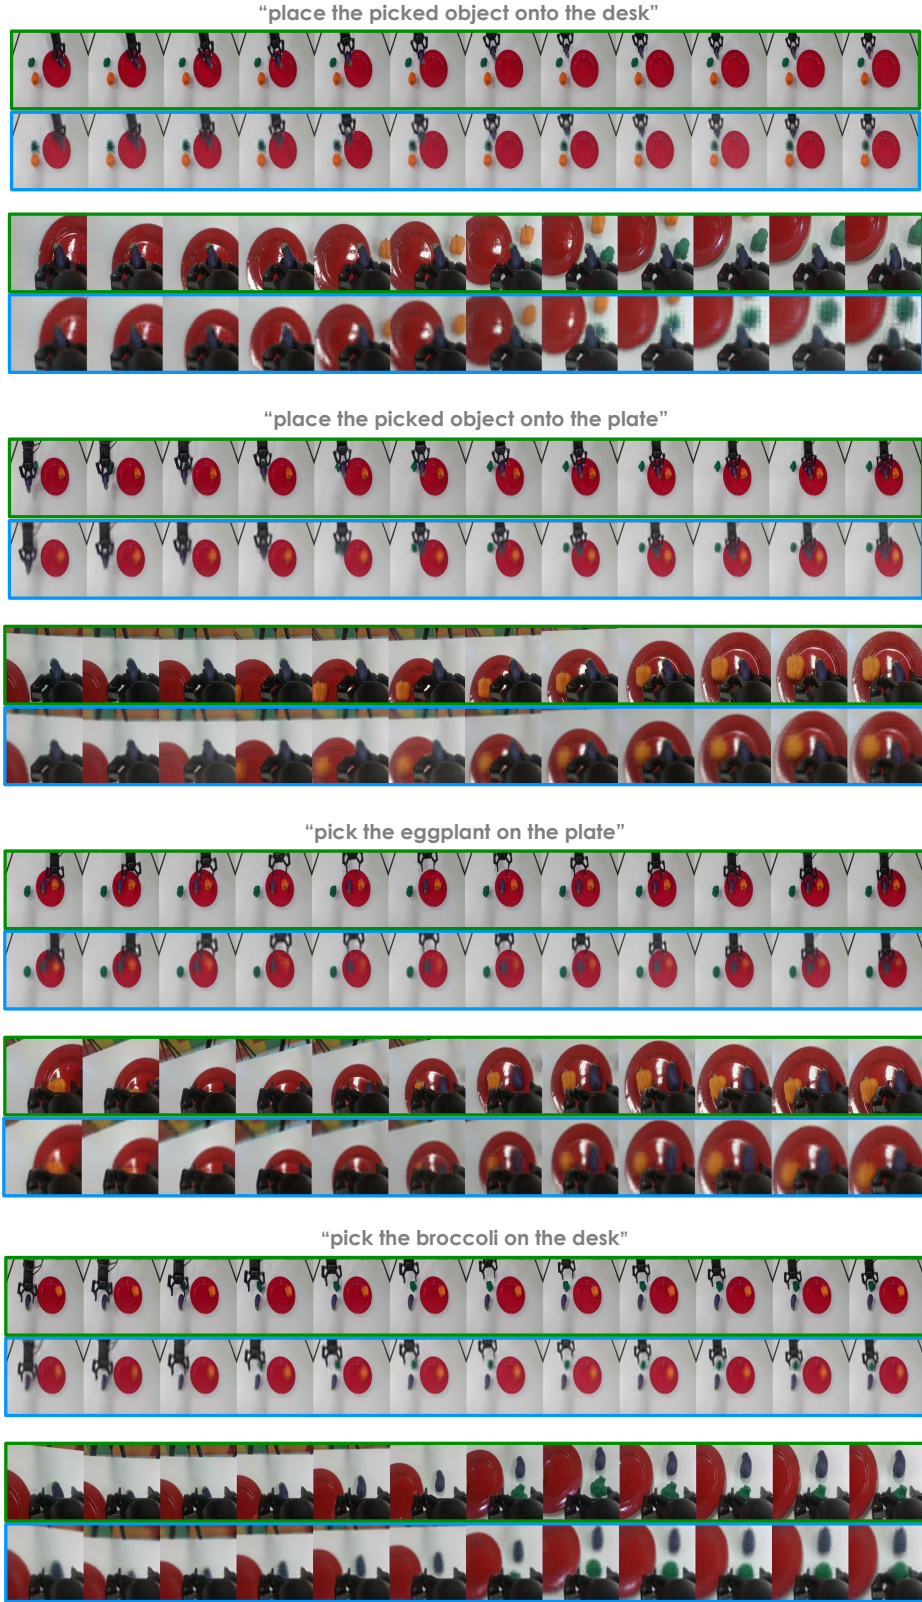 “place the picked object onto the desk”
“place the picked object onto the plate”
“pick the eggplant on the plate”
“pick the broccoli on the desk”